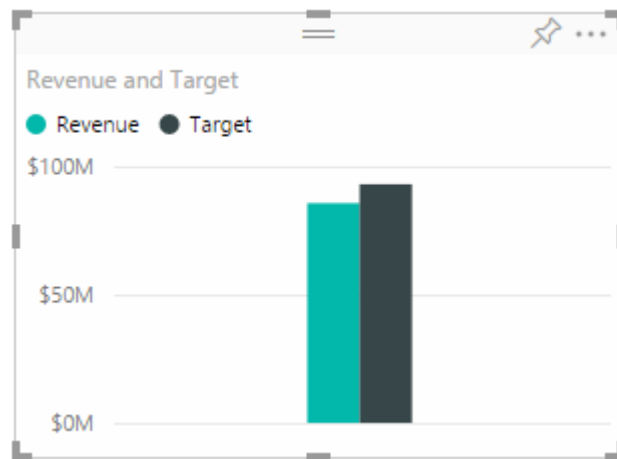 Revenue and Target
Revenue Target
$100M
$50M
$0M